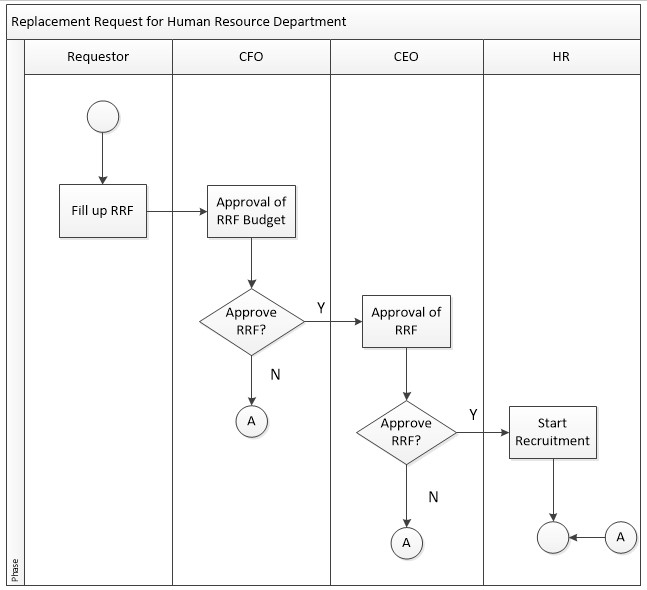 Replacement Request for Human Resource Department
Requestor
CFO
CEO
HR
Fill up RRF
Approval of
RRF Budget
Approve
RRF?
Y
N
A
Approval of
RRF
Approve
RRF?
Y
N
A
Start
Recruitment
A
Phase